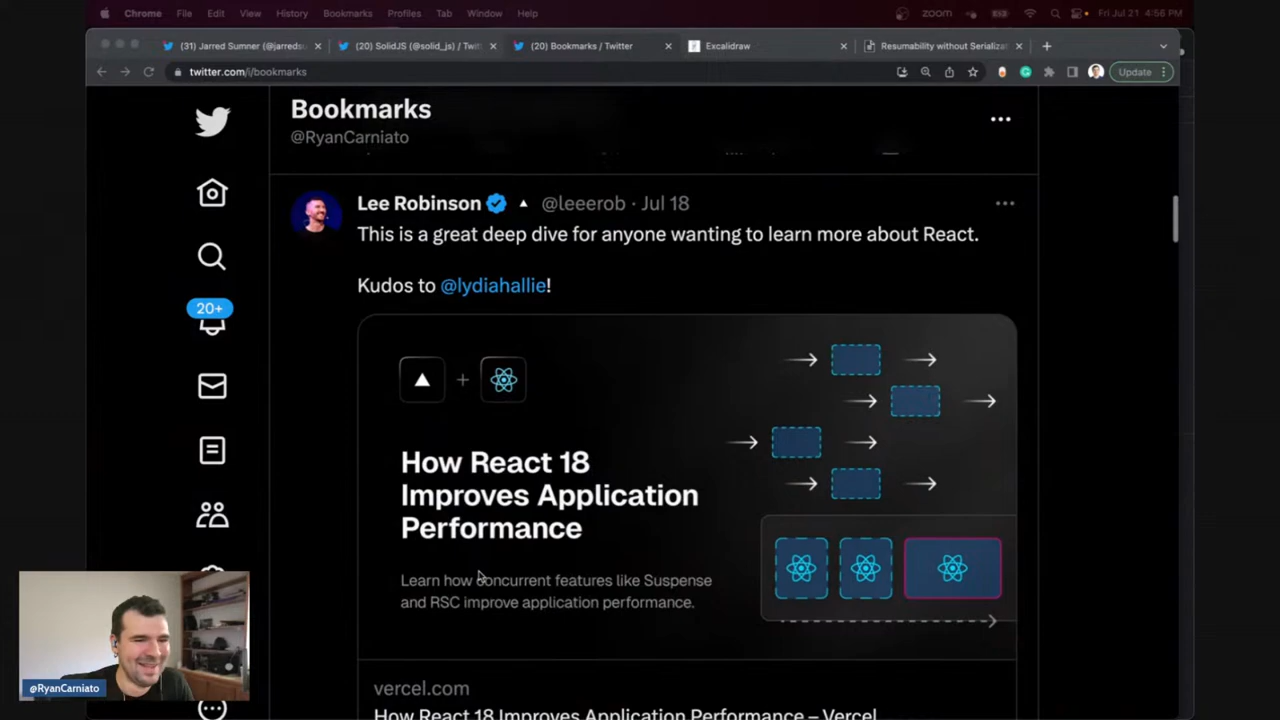 Chrome File Edit View History Bookmarks Profiles Tab Window Help
zoom
Fri Jul 21 4:56 PM
(31) Jarred Sumner (@jarreds
(20) SolidJS (@solid_js) / Twit
(20) Bookmarks / Twitter
Excalidraw
Resumability without Serializat
twitter.com/i/bookmarks
Update
Bookmarks
@RyanCarniato
Lee Robinson @leeerob · Jul 18
This is a great deep dive for anyone wanting to learn more about React.
Kudos to @lydiahallie!
20+
How React 18
Improves Application
Performance
Learn how concurrent features like Suspense
and RSC improve application performance.
vercel.com
How React 18 Improves Application Performance – Vercel
@RyanCarniato